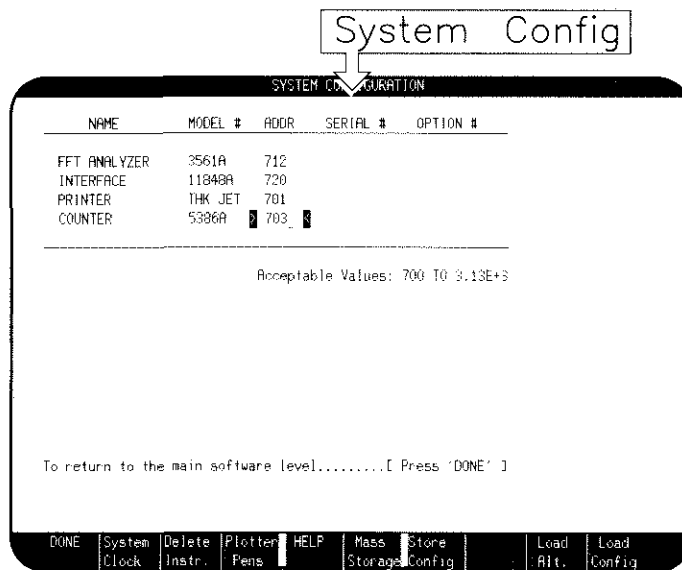 System Config
SYSTEM CONFIGURATION
NAME MODEL # ADDR SERIAL # OPTION #
FFT ANALYZER 3561A 712
INTERFACE 11848A 720
PRINTER THK JET 701
COUNTER 5386A > 703_ <
Acceptable Values: 700 TO 3.13E+3
To return to the main software level.........[ Press 'DONE' ]
DONE System Clock Delete Instr. Plotter Pens HELP Mass Storage Store Config Load Alt. Load Config